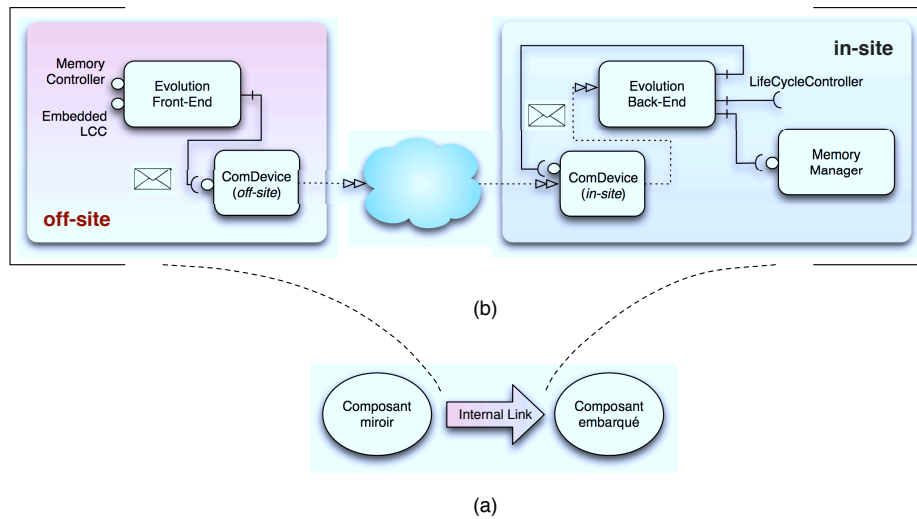 in-site
Memory
Controller
Embedded
LCC
Evolution
Front-End
ComDevice
(off-site)
off-site
Evolution
Back-End
LifeCycleController
ComDevice
(in-site)
Memory
Manager
(b)
Composant
miroir
Internal Link
Composant
embarqué
(a)